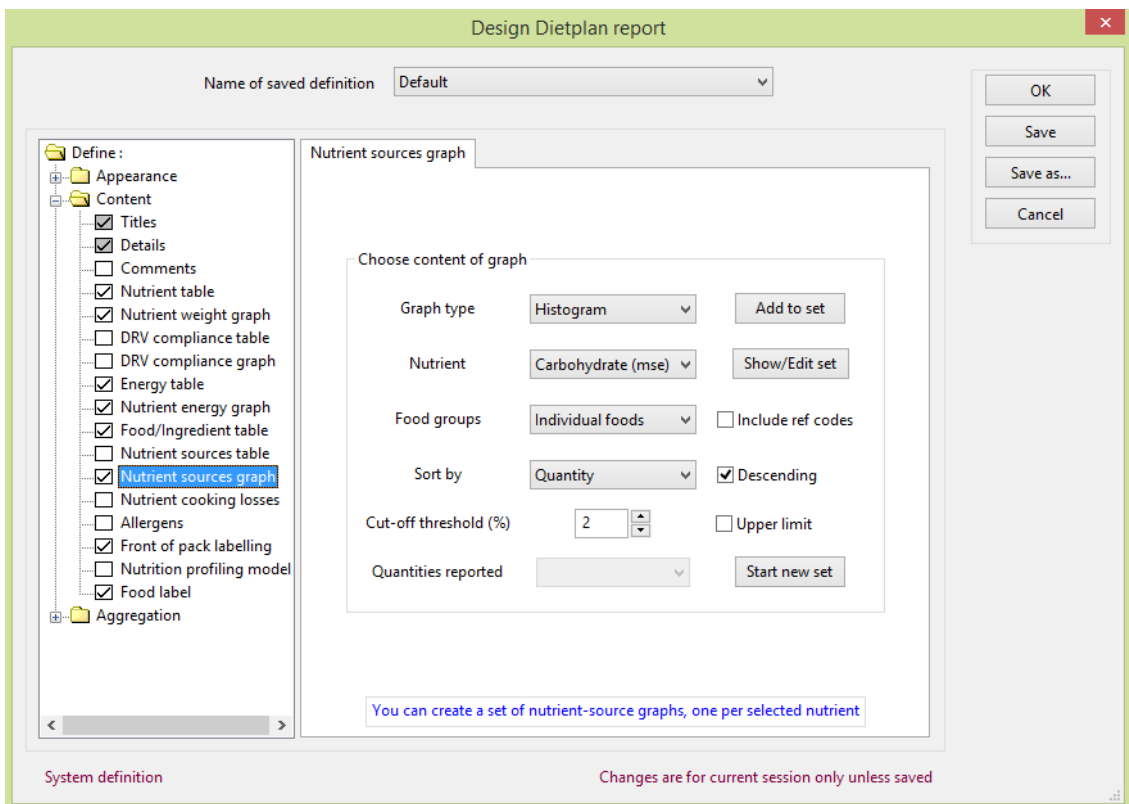 Design Dietplan report
Name of saved definition Default
OK
Save
Save as...
Cancel
Define :
Appearance
Content
Titles
Details
Comments
Nutrient table
Nutrient weight graph
DRV compliance table
DRV compliance graph
Energy table
Nutrient energy graph
Food/Ingredient table
Nutrient sources table
Nutrient sources graph
Nutrient cooking losses
Allergens
Front of pack labelling
Nutrition profiling model
Food label
Aggregation
Nutrient sources graph
Choose content of graph
Graph type Histogram Add to set
Nutrient Carbohydrate (mse) Show/Edit set
Food groups Individual foods Include ref codes
Sort by Quantity Descending
Cut-off threshold (%) 2 Upper limit
Quantities reported Start new set
You can create a set of nutrient-source graphs, one per selected nutrient
System definition Changes are for current session only unless saved